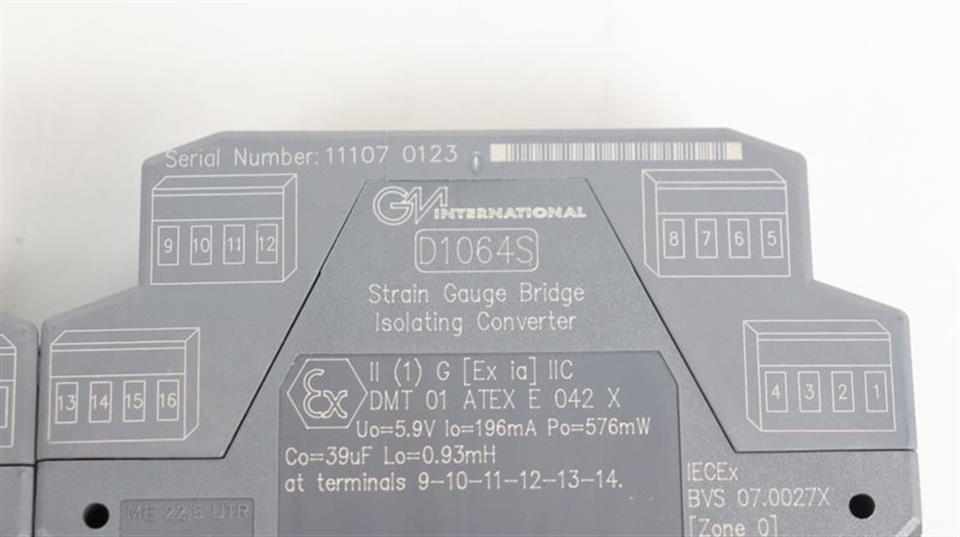 Serial Number: 11107 0123
GM INTERNATIONAL
D1064S
Strain Gauge Bridge
Isolating Converter
9 10 11 12
8 7 6 5
13 14 15 16
4 3 2 1
Ex II (1) G [Ex ia] IIC
DMT 01 ATEX E 042 X
Uo=5.9V Io=196mA Po=576mW
Co=39uF Lo=0.93mH
at terminals 9-10-11-12-13-14.
IECEx
BVS 07.0027X
[Zone 0]
ME 22,5 UTR